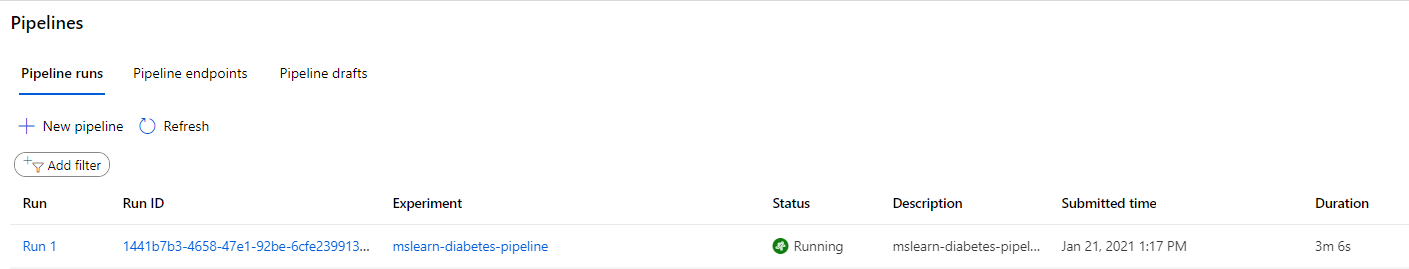 Pipelines
Pipeline runs Pipeline endpoints Pipeline drafts
New pipeline Refresh
Add filter
Run Run ID Experiment Status Description Submitted time Duration
Run 1 1441b7b3-4658-47e1-92be-6cfe239913... mslearn-diabetes-pipeline Running mslearn-diabetes-pipel... Jan 21, 2021 1:17 PM 3m 6s